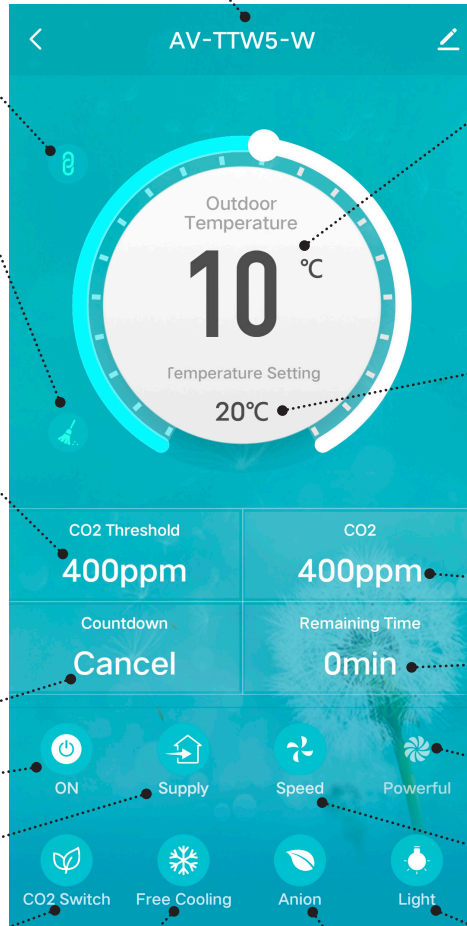 AV-TTW5-W
Outdoor
Temperature
10 ℃
Temperature Setting
20℃
CO2 Threshold
400ppm
CO2
400ppm
Countdown
Cancel
Remaining Time
0min
ON
Supply
Speed
Powerful
CO2 Switch
Free Cooling
Anion
Light